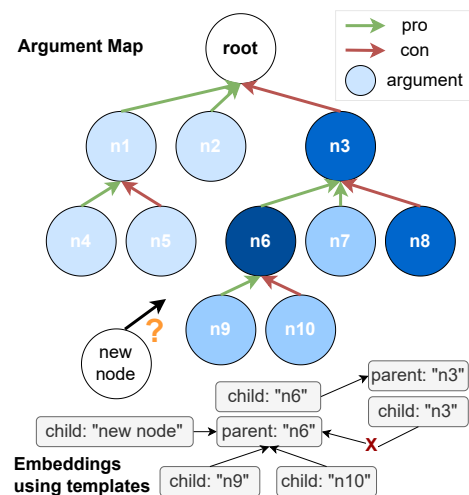 Argument Map
root
pro
con
argument
n1
n2
n3
n4
n5
n6
n7
n8
n9
n10
new
node
?
parent: "n3"
child: "n6"
child: "n3"
child: "new node"
parent: "n6"
X
Embeddings
using templates
child: "n9"
child: "n10"